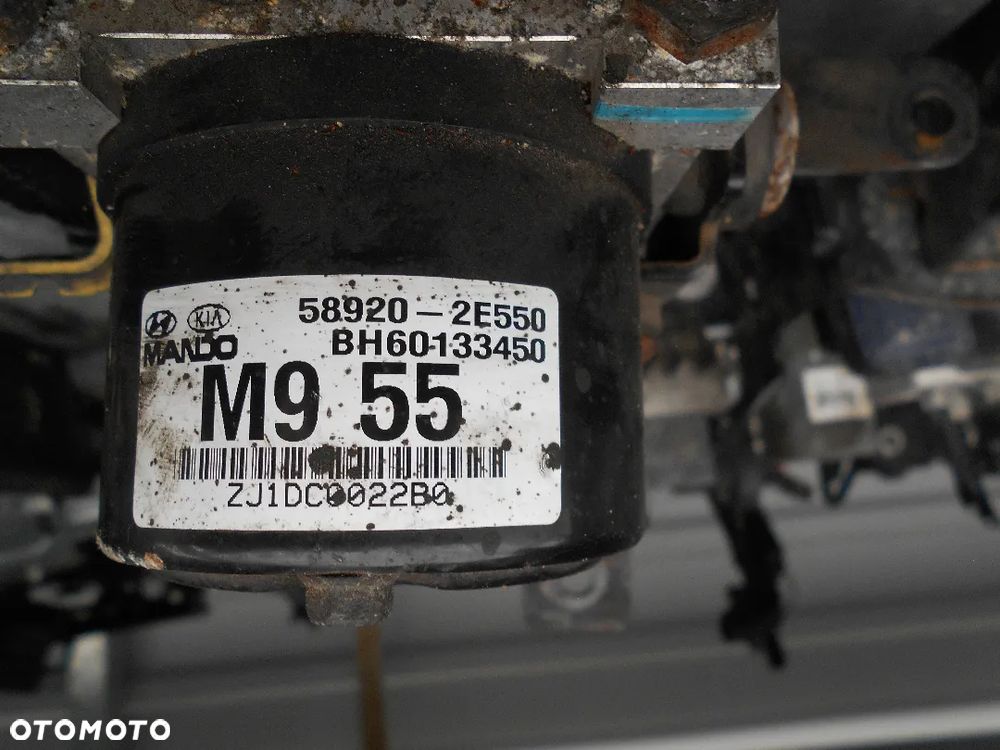 KIA 58920 - 2E550
MANDO BH60133450
M9 55
ZJ1DC0022B0
OTOMOTO